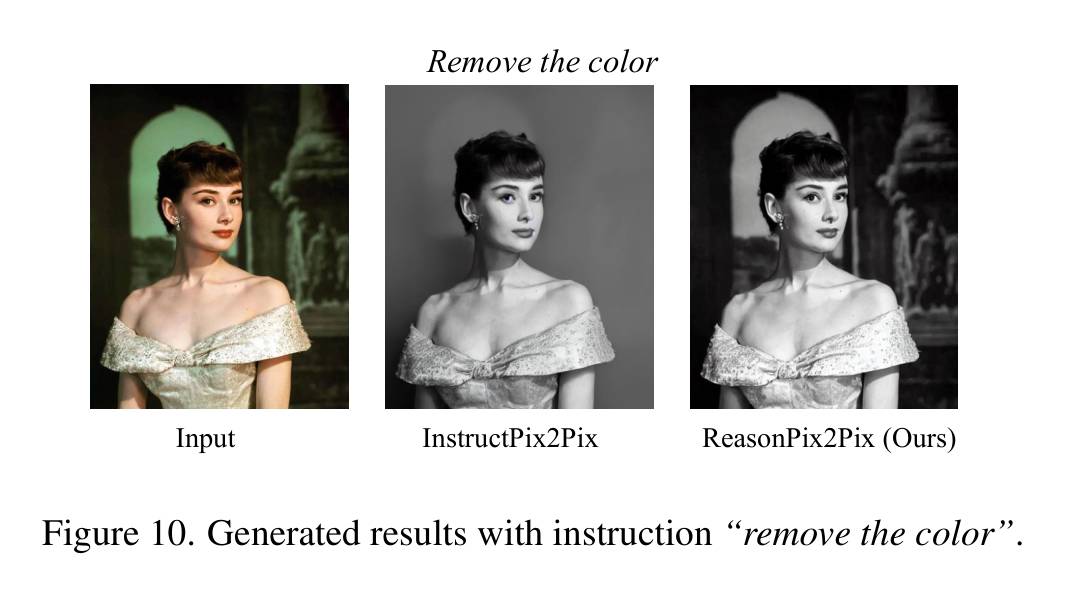 Remove the color
Input
InstructPix2Pix
ReasonPix2Pix (Ours)
Figure 10. Generated results with instruction “remove the color”.